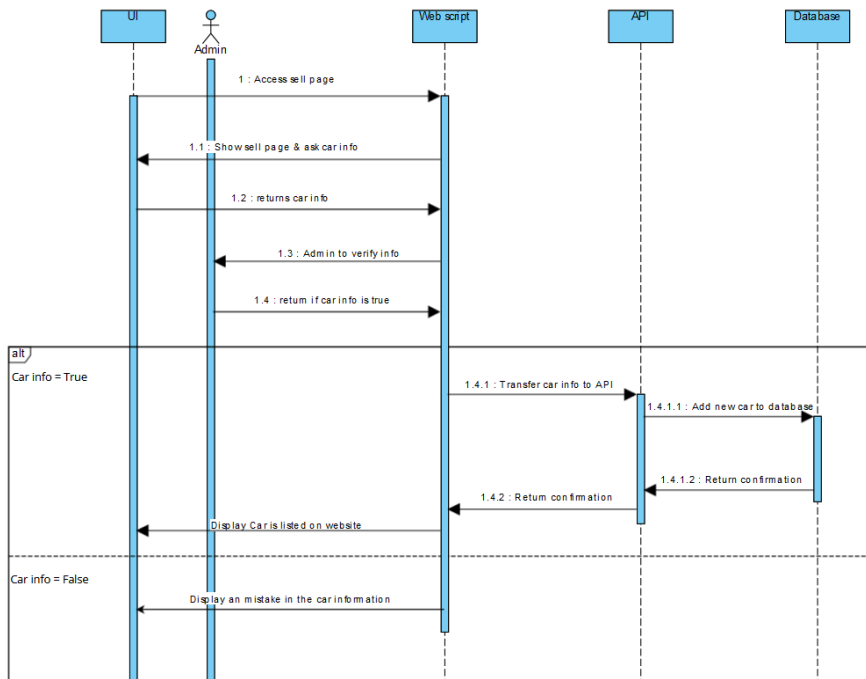 UI
Admin
Web script
API
Database
1 : Access sell page
1.1 : Show sell page & ask car info
1.2 : returns car info
1.3 : Admin to verify info
1.4 : return if car info is true
alt
Car info = True
1.4.1 : Transfer car info to API
1.4.1.1 : Add new car to database
1.4.1.2 : Return confirmation
1.4.2 : Return confirmation
Display Car is listed on website
Car info = False
Display an mistake in the car information